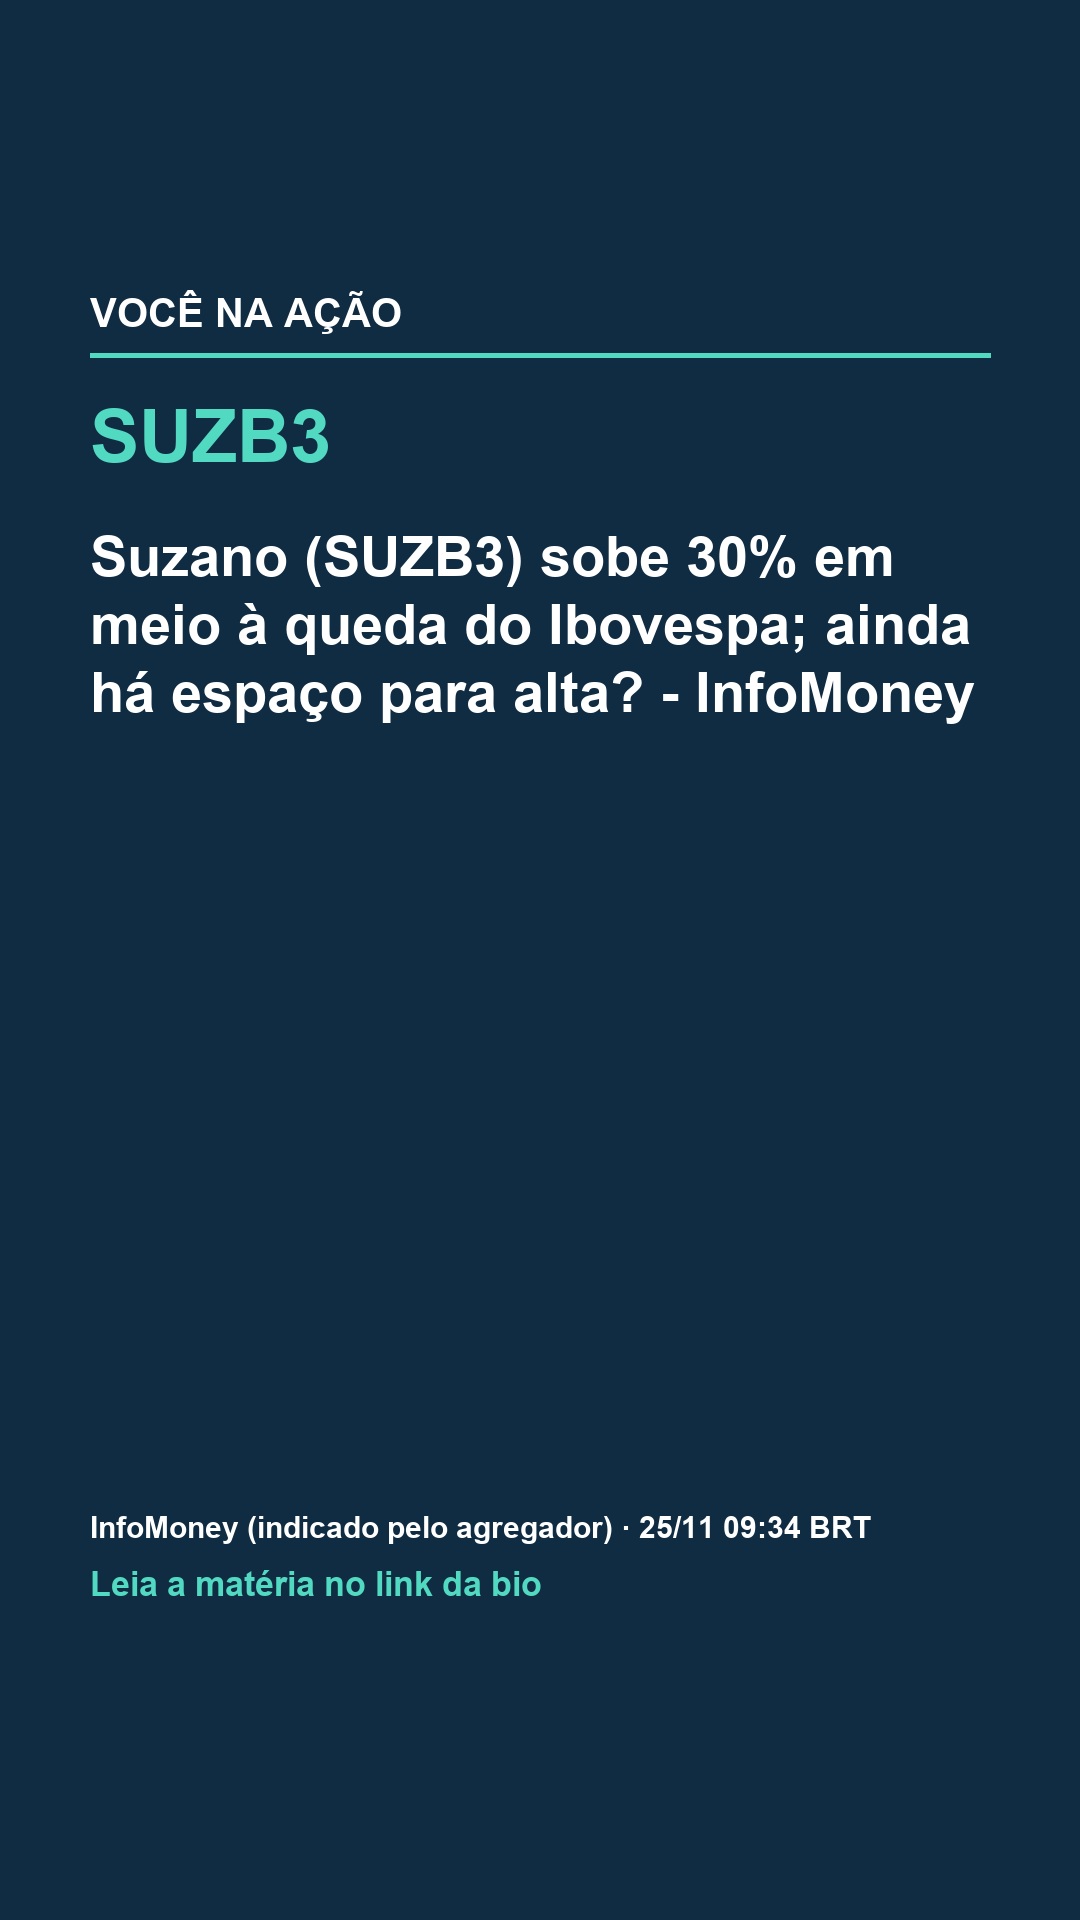 VOCÊ NA AÇÃO
SUZB3
Suzano (SUZB3) sobe 30% em
meio à queda do Ibovespa; ainda
há espaço para alta? - InfoMoney
InfoMoney (indicado pelo agregador) · 25/11 09:34 BRT
Leia a matéria no link da bio